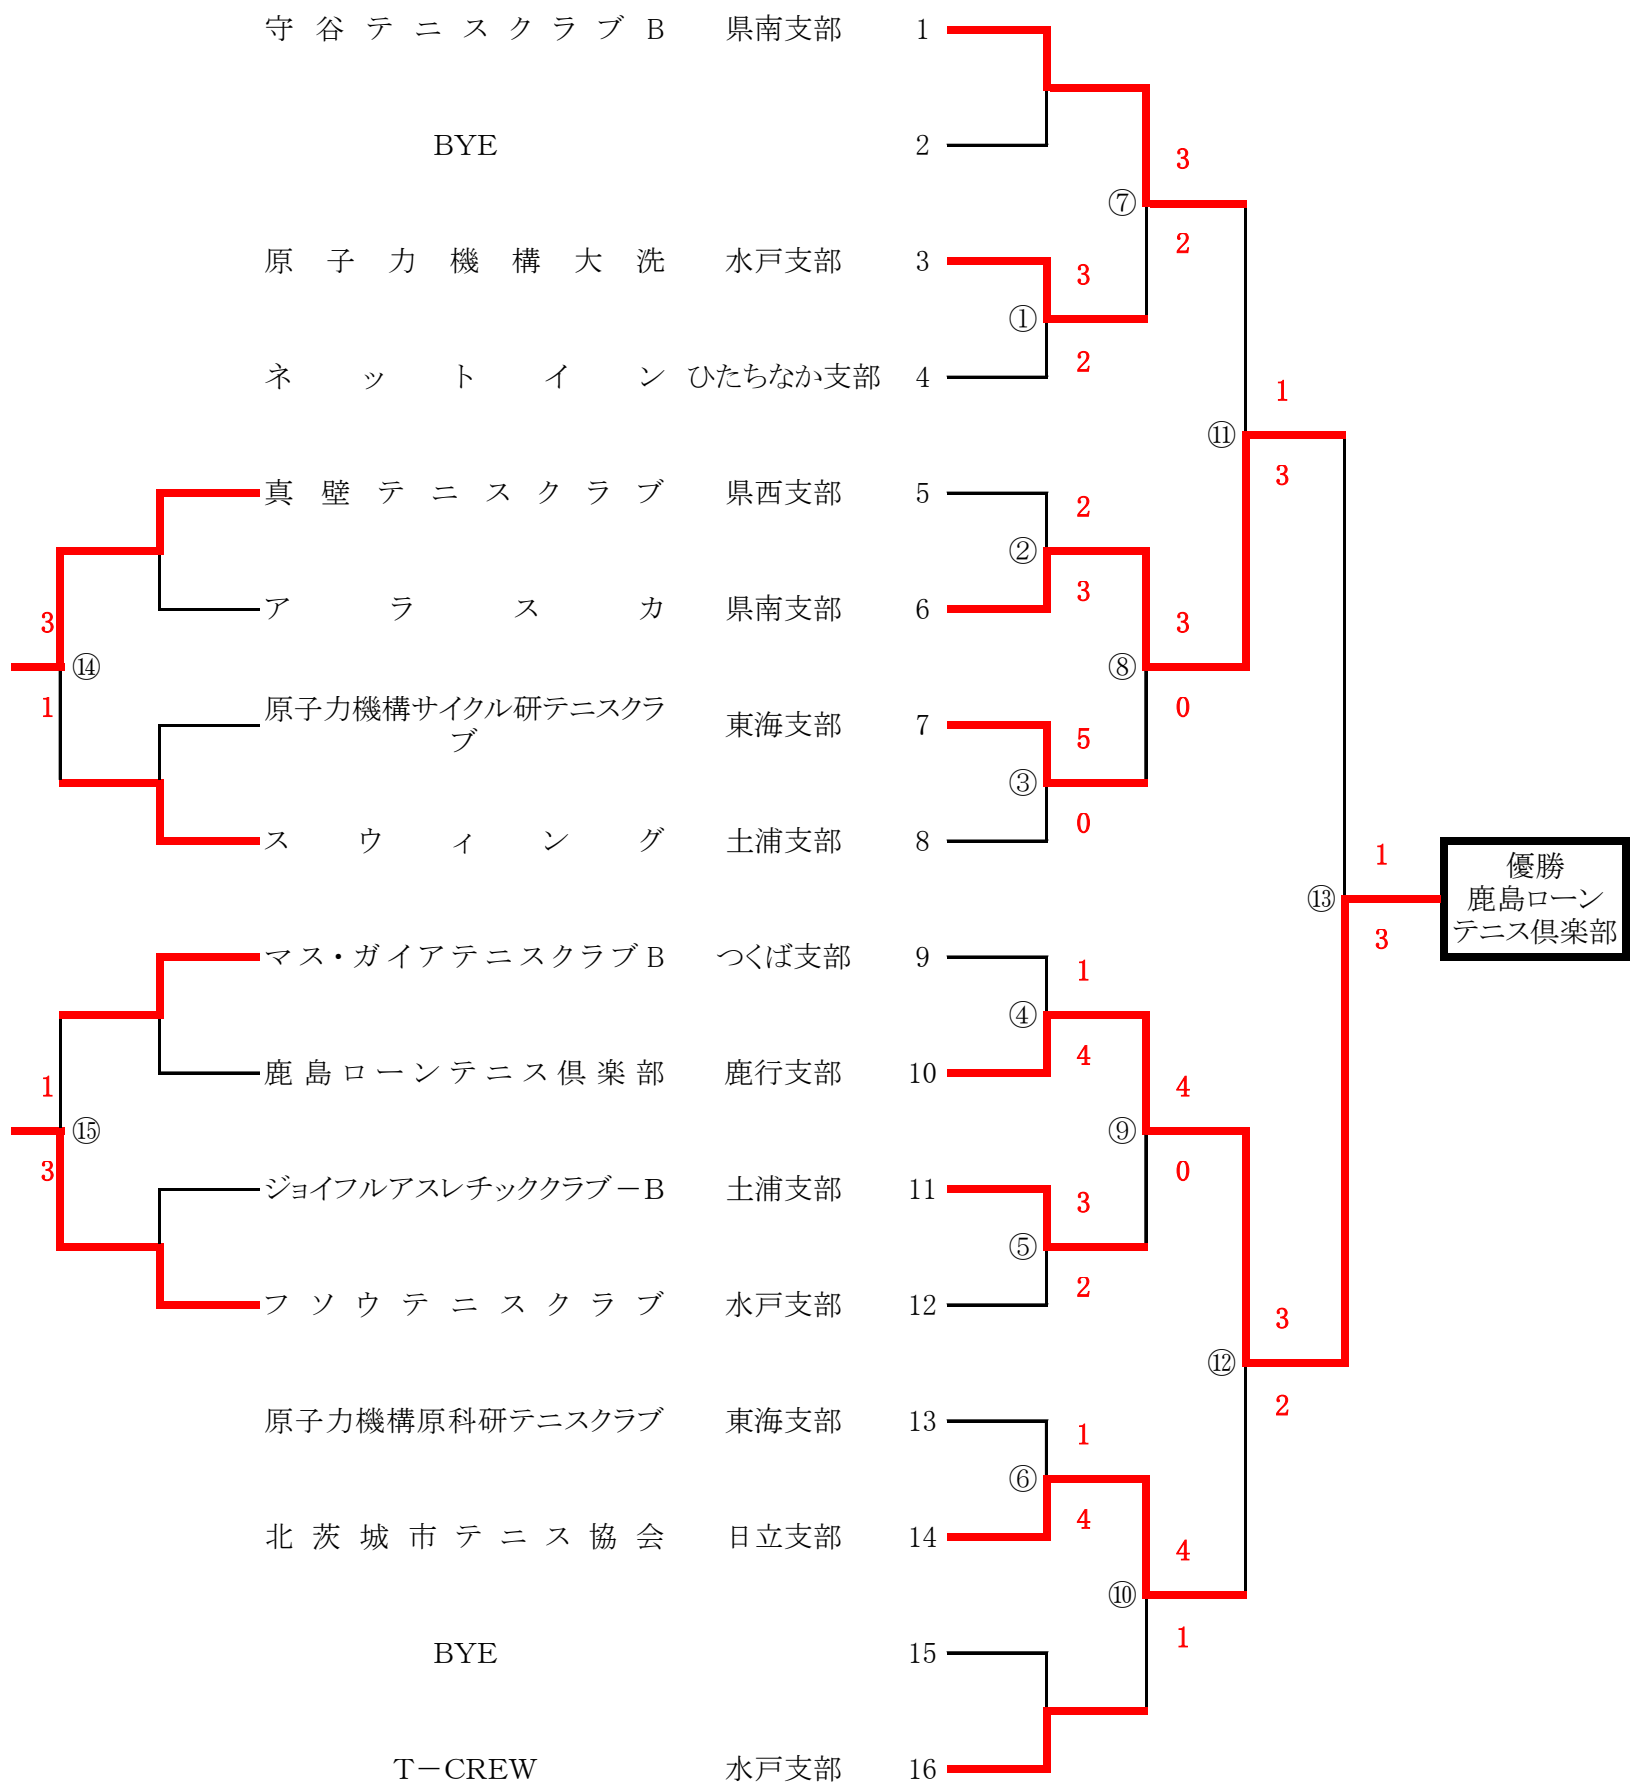 守谷テニスクラブB 県南支部 1
BYE 2
3
⑦
2
原子力機構大洗 水戸支部 3
3
①
2
ネットイン ひたちなか支部 4
1
⑪
3
真壁テニスクラブ 県西支部 5
2
②
3
アラスカ 県南支部 6
3
⑭
1
3
⑧
0
原子力機構サイクル研テニスクラ
ブ
東海支部 7
5
③
0
スウィング 土浦支部 8
1
⑬
3
優勝
鹿島ローン
テニス倶楽部
マス・ガイアテニスクラブB つくば支部 9
1
④
4
鹿島ローンテニス倶楽部 鹿行支部 10
1
⑮
3
4
⑨
0
ジョイフルアスレチッククラブ－B 土浦支部 11
3
⑤
2
フソウテニスクラブ 水戸支部 12
3
⑫
2
原子力機構原科研テニスクラブ 東海支部 13
1
⑥
4
北茨城市テニス協会 日立支部 14
4
⑩
1
BYE 15
T－CREW 水戸支部 16